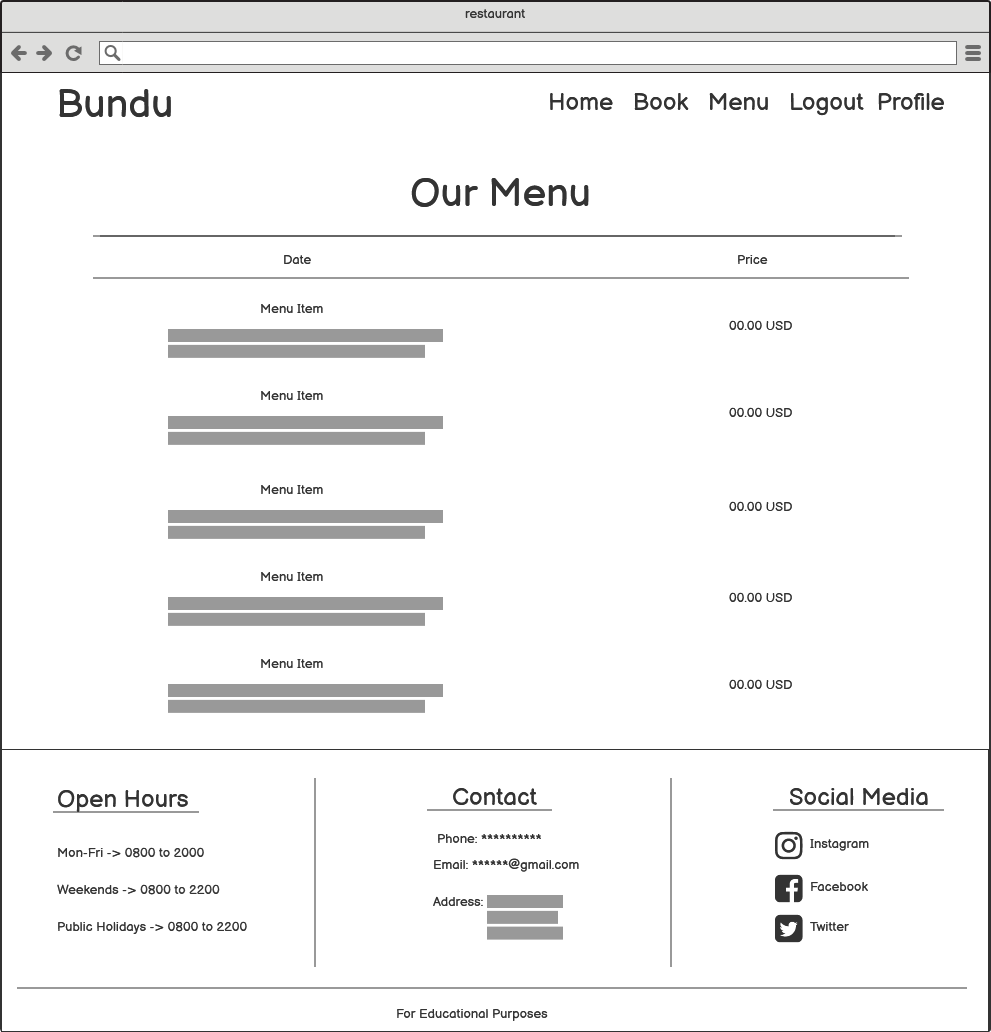 restaurant
Bundu
Home Book Menu Logout Profile
Our Menu
Date Price
Menu Item
00.00 USD
Menu Item
00.00 USD
Menu Item
00.00 USD
Menu Item
00.00 USD
Menu Item
00.00 USD
Open Hours
Mon-Fri -> 0800 to 2000
Weekends -> 0800 to 2200
Public Holidays -> 0800 to 2200
Contact
Phone: **********
Email: ******@gmail.com
Address:
Social Media
Instagram
Facebook
Twitter
For Educational Purposes